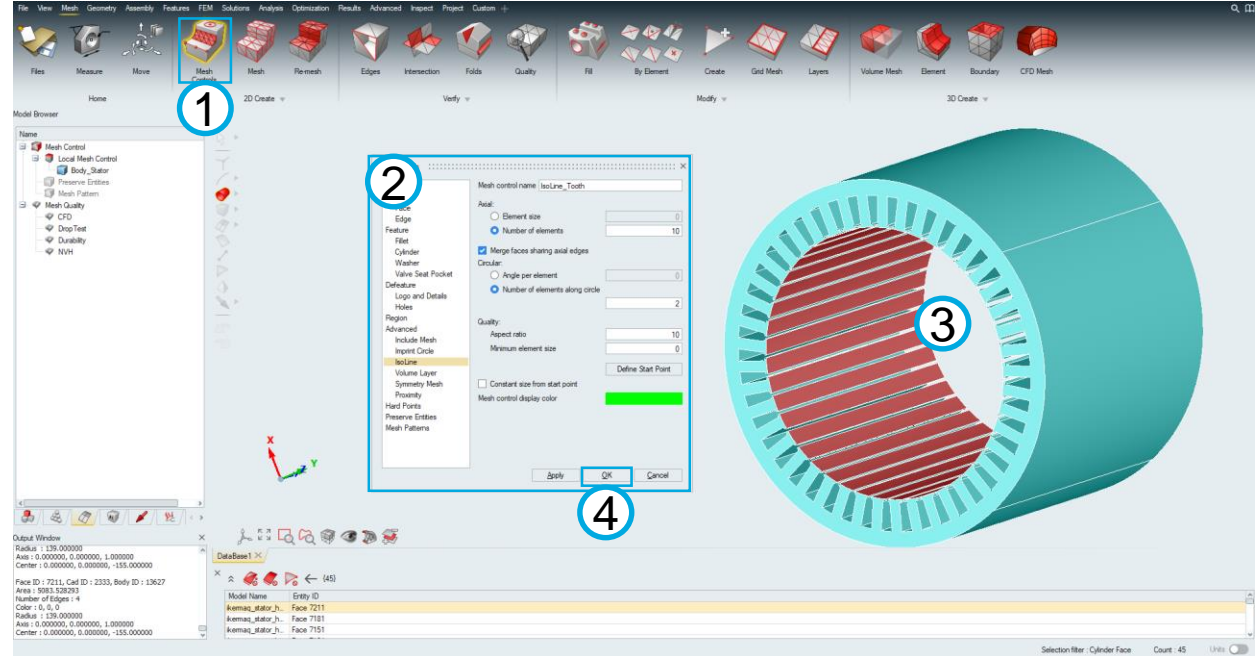 File View Mesh Geometry Assembly Features FEM Solutions Analysis Optimization Results Advanced Inspect Project Custom +
Files Measure Move Mesh Controls Mesh Re-mesh Edges Intersection Folds Quality Fill By Element Create Grid Mesh Layers Volume Mesh Element Boundary CFD Mesh
Home 2D Create Verify Modify 3D Create
1
Model Browser
Name
Mesh Control
Local Mesh Control
Body_Stator
Preserve Entities
Mesh Pattern
Mesh Quality
CFD
DropTest
Durability
NVH
2
Face
Edge
Feature
Fillet
Cylinder
Washer
Valve Seat Pocket
Defeature
Logo and Details
Holes
Region
Advanced
Include Mesh
Imprint Circle
IsoLine
Volume Layer
Symmetry Mesh
Proximity
Hard Points
Preserve Entities
Mesh Patterns
Mesh control name IsoLine_Tooth
Axial:
Element size 0
Number of elements 10
Merge faces sharing axial edges
Circular:
Angle per element 0
Number of elements along circle
2
Quality:
Aspect ratio 10
Minimum element size 0
Define Start Point
Constant size from start point
Mesh control display color
Apply OK Cancel
3
4
X
Y
Z
Output Window
Radius : 139.000000
Axis : 0.000000, 0.000000, 1.000000
Center : 0.000000, 0.000000, -155.000000
Face ID : 7211, Cad ID : 2333, Body ID : 13627
Area : 5083.528293
Number of Edges : 4
Color : 0, 0, 0
Radius : 139.000000
Axis : 0.000000, 0.000000, 1.000000
Center : 0.000000, 0.000000, -155.000000
DataBase1
(45)
Model Name Entity ID
ikemaq_stator_h... Face 7211
ikemaq_stator_h... Face 7181
ikemaq_stator_h... Face 7151
Selection filter : Cylinder Face Count : 45 Units